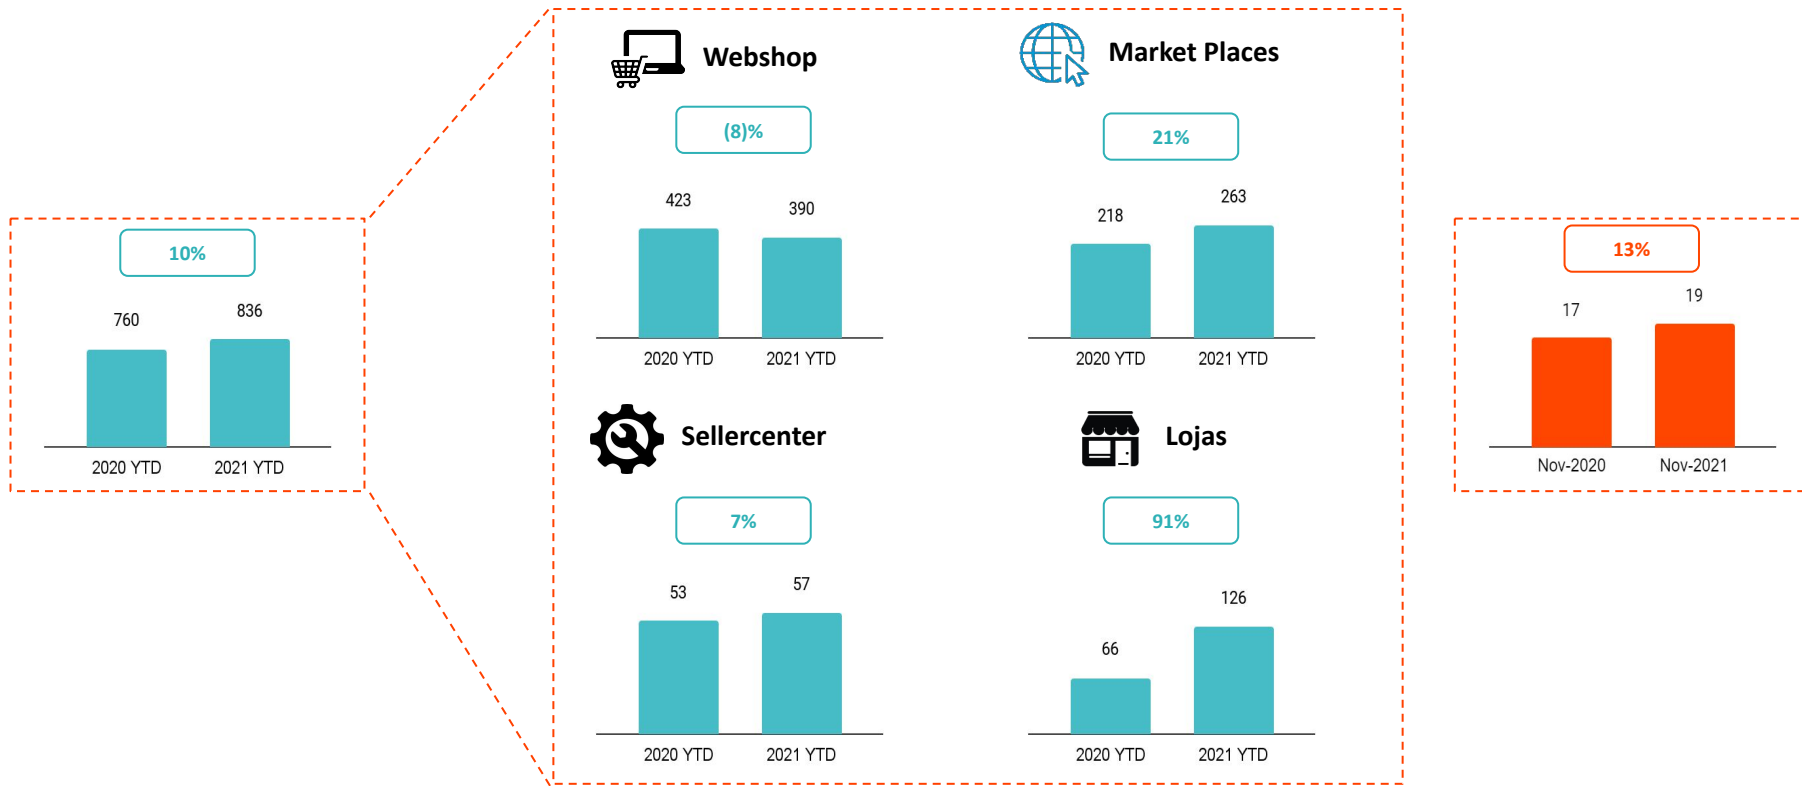 10%
760
836
2020 YTD
2021 YTD
Webshop
(8)%
423
390
2020 YTD
2021 YTD
Market Places
21%
218
263
2020 YTD
2021 YTD
Sellercenter
7%
53
57
2020 YTD
2021 YTD
Lojas
91%
66
126
2020 YTD
2021 YTD
13%
17
19
Nov-2020
Nov-2021